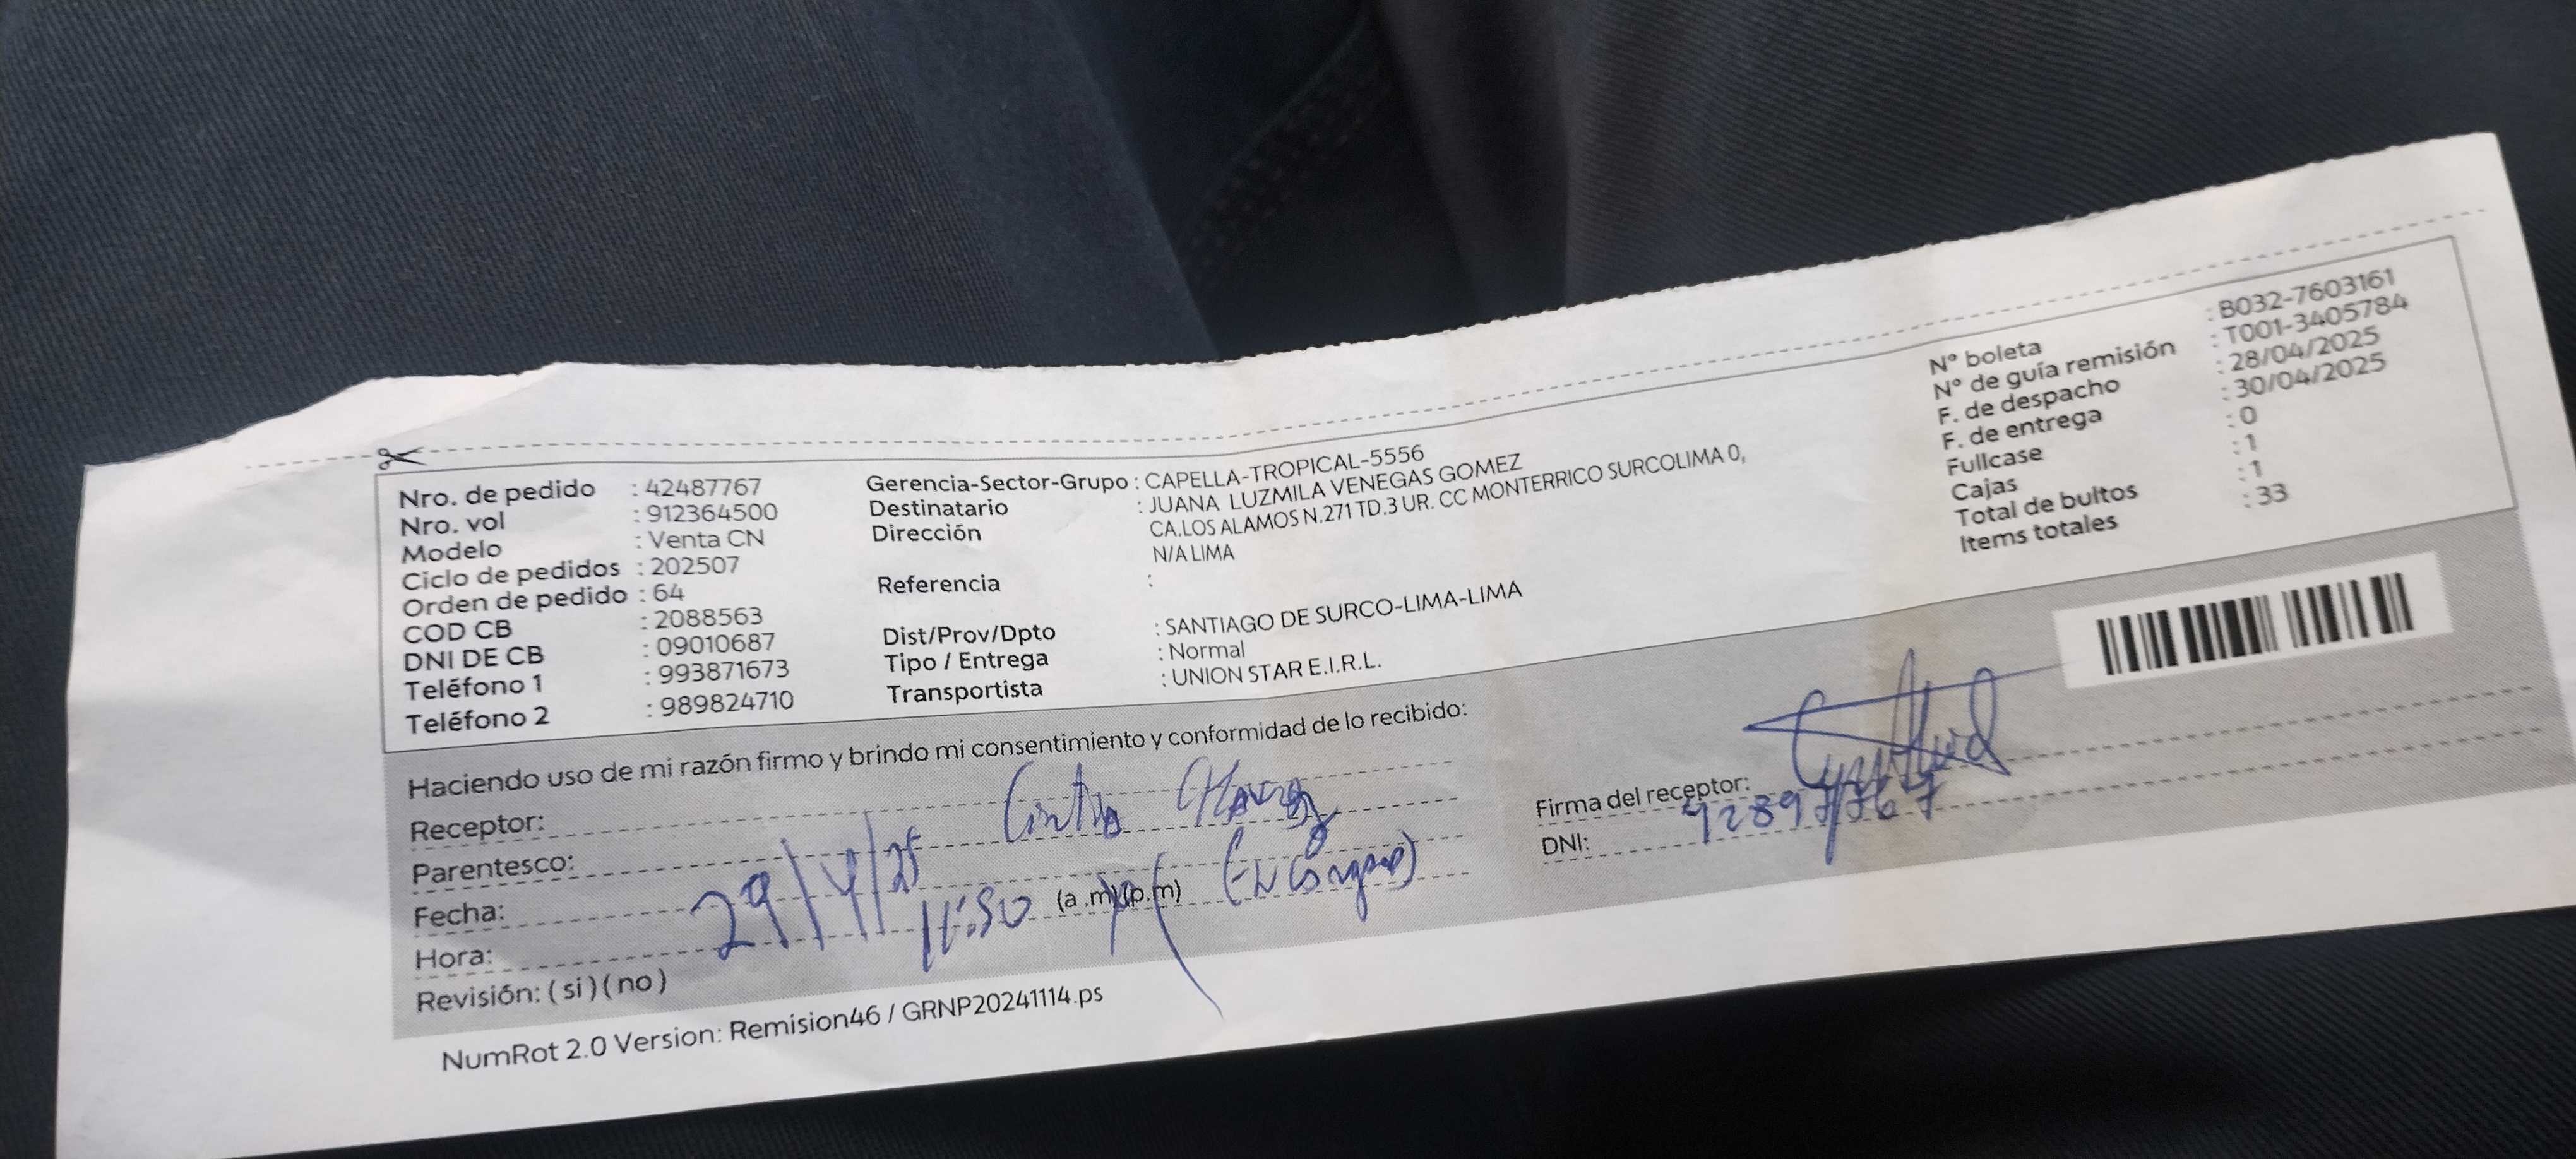 Nro. de pedido : 42487767
Nro. vol : 912364500
Modelo : Venta CN
Ciclo de pedidos : 202507
Orden de pedido : 64
COD CB : 2088563
DNI DE CB : 09010687
Teléfono 1 : 993871673
Teléfono 2 : 989824710
Gerencia-Sector-Grupo : CAPELLA-TROPICAL-5556
Destinatario : JUANA LUZMILA VENEGAS GOMEZ
Dirección CA.LOS ALAMOS N.271 TD.3 UR. CC MONTERRICO SURCOLIMA 0,
N/A LIMA
Referencia :
Dist/Prov/Dpto : SANTIAGO DE SURCO-LIMA-LIMA
Tipo / Entrega : Normal
Transportista : UNION STAR E.I.R.L.
N° boleta : B032-7603161
N° de guía remisión : T001-3405784
F. de despacho : 28/04/2025
F. de entrega : 30/04/2025
Fullcase : 0
Cajas : 1
Total de bultos : 1
Items totales : 33
Haciendo uso de mi razón firmo y brindo mi consentimiento y conformidad de lo recibido:
Receptor:
Parentesco:
Fecha: 29/4/25
Hora: (a.m)(p.m)
Revisión: (si)(no)
Firma del receptor:
DNI:
NumRot 2.0 Version: Remision46 / GRNP20241114.ps